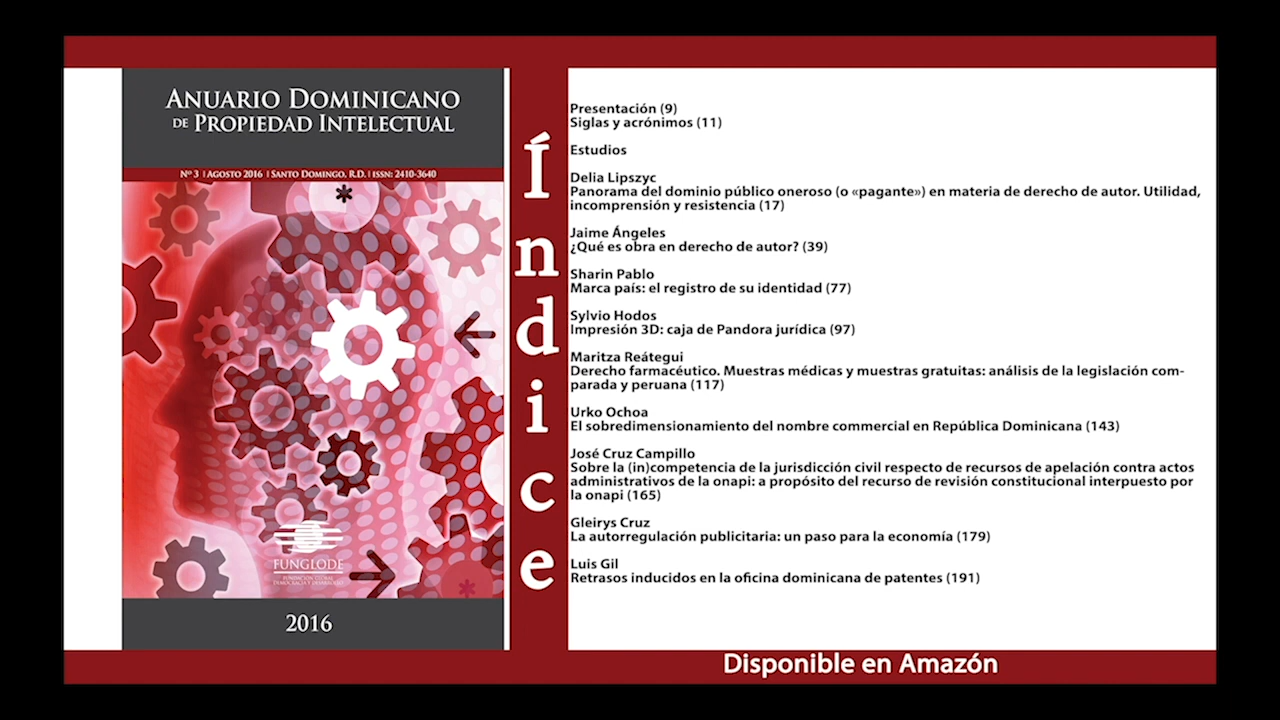 ANUARIO DOMINICANO
DE PROPIEDAD INTELECTUAL
Nº 3 | AGOSTO 2016 | SANTO DOMINGO, R.D. | ISSN: 2410-3640
FUNGLODE
FUNDACIÓN GLOBAL
DEMOCRACIA Y DESARROLLO
2016
Índice
Presentación (9)
Siglas y acrónimos (11)
Estudios
Delia Lipszyc
Panorama del dominio público oneroso (o «pagante») en materia de derecho de autor. Utilidad,
incomprensión y resistencia (17)
Jaime Ángeles
¿Qué es obra en derecho de autor? (39)
Sharin Pablo
Marca país: el registro de su identidad (77)
Sylvio Hodos
Impresión 3D: caja de Pandora jurídica (97)
Maritza Reátegui
Derecho farmacéutico. Muestras médicas y muestras gratuitas: análisis de la legislación com-
parada y peruana (117)
Urko Ochoa
El sobredimensionamiento del nombre commercial en República Dominicana (143)
José Cruz Campillo
Sobre la (in)competencia de la jurisdicción civil respecto de recursos de apelación contra actos
administrativos de la onapi: a propósito del recurso de revisión constitucional interpuesto por
la onapi (165)
Gleirys Cruz
La autorregulación publicitaria: un paso para la economía (179)
Luis Gil
Retrasos inducidos en la oficina dominicana de patentes (191)
Disponible en Amazón